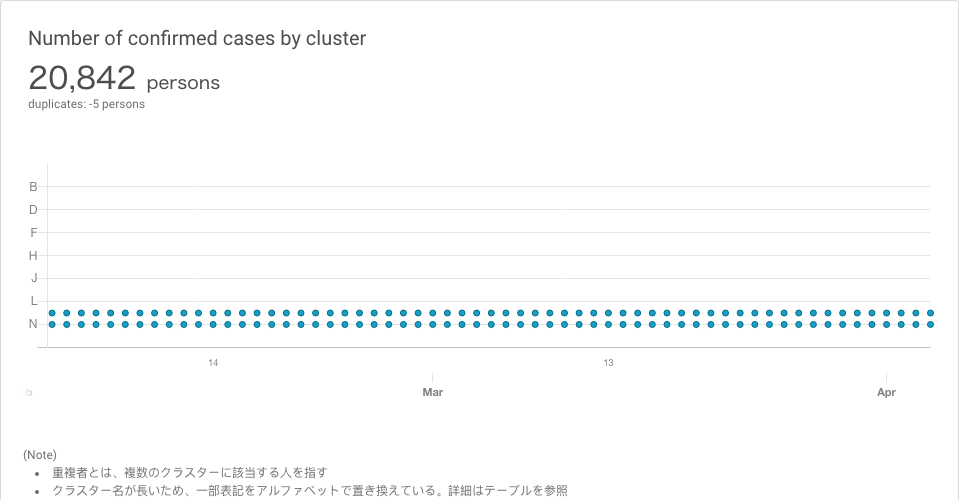 Number of confirmed cases by cluster
20,842 persons
duplicates: -5 persons
B
D
F
H
J
L
N
14 13
Mar Apr
(Note)
• 重複者とは、複数のクラスターに該当する人を指す
• クラスター名が長いため、一部表記をアルファベットで置き換えている。詳細はテーブルを参照